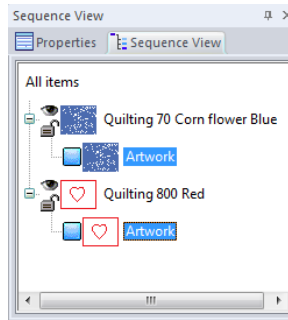 Sequence View
Properties Sequence View
All items
Quilting 70 Corn flower Blue
Artwork
Quilting 800 Red
Artwork